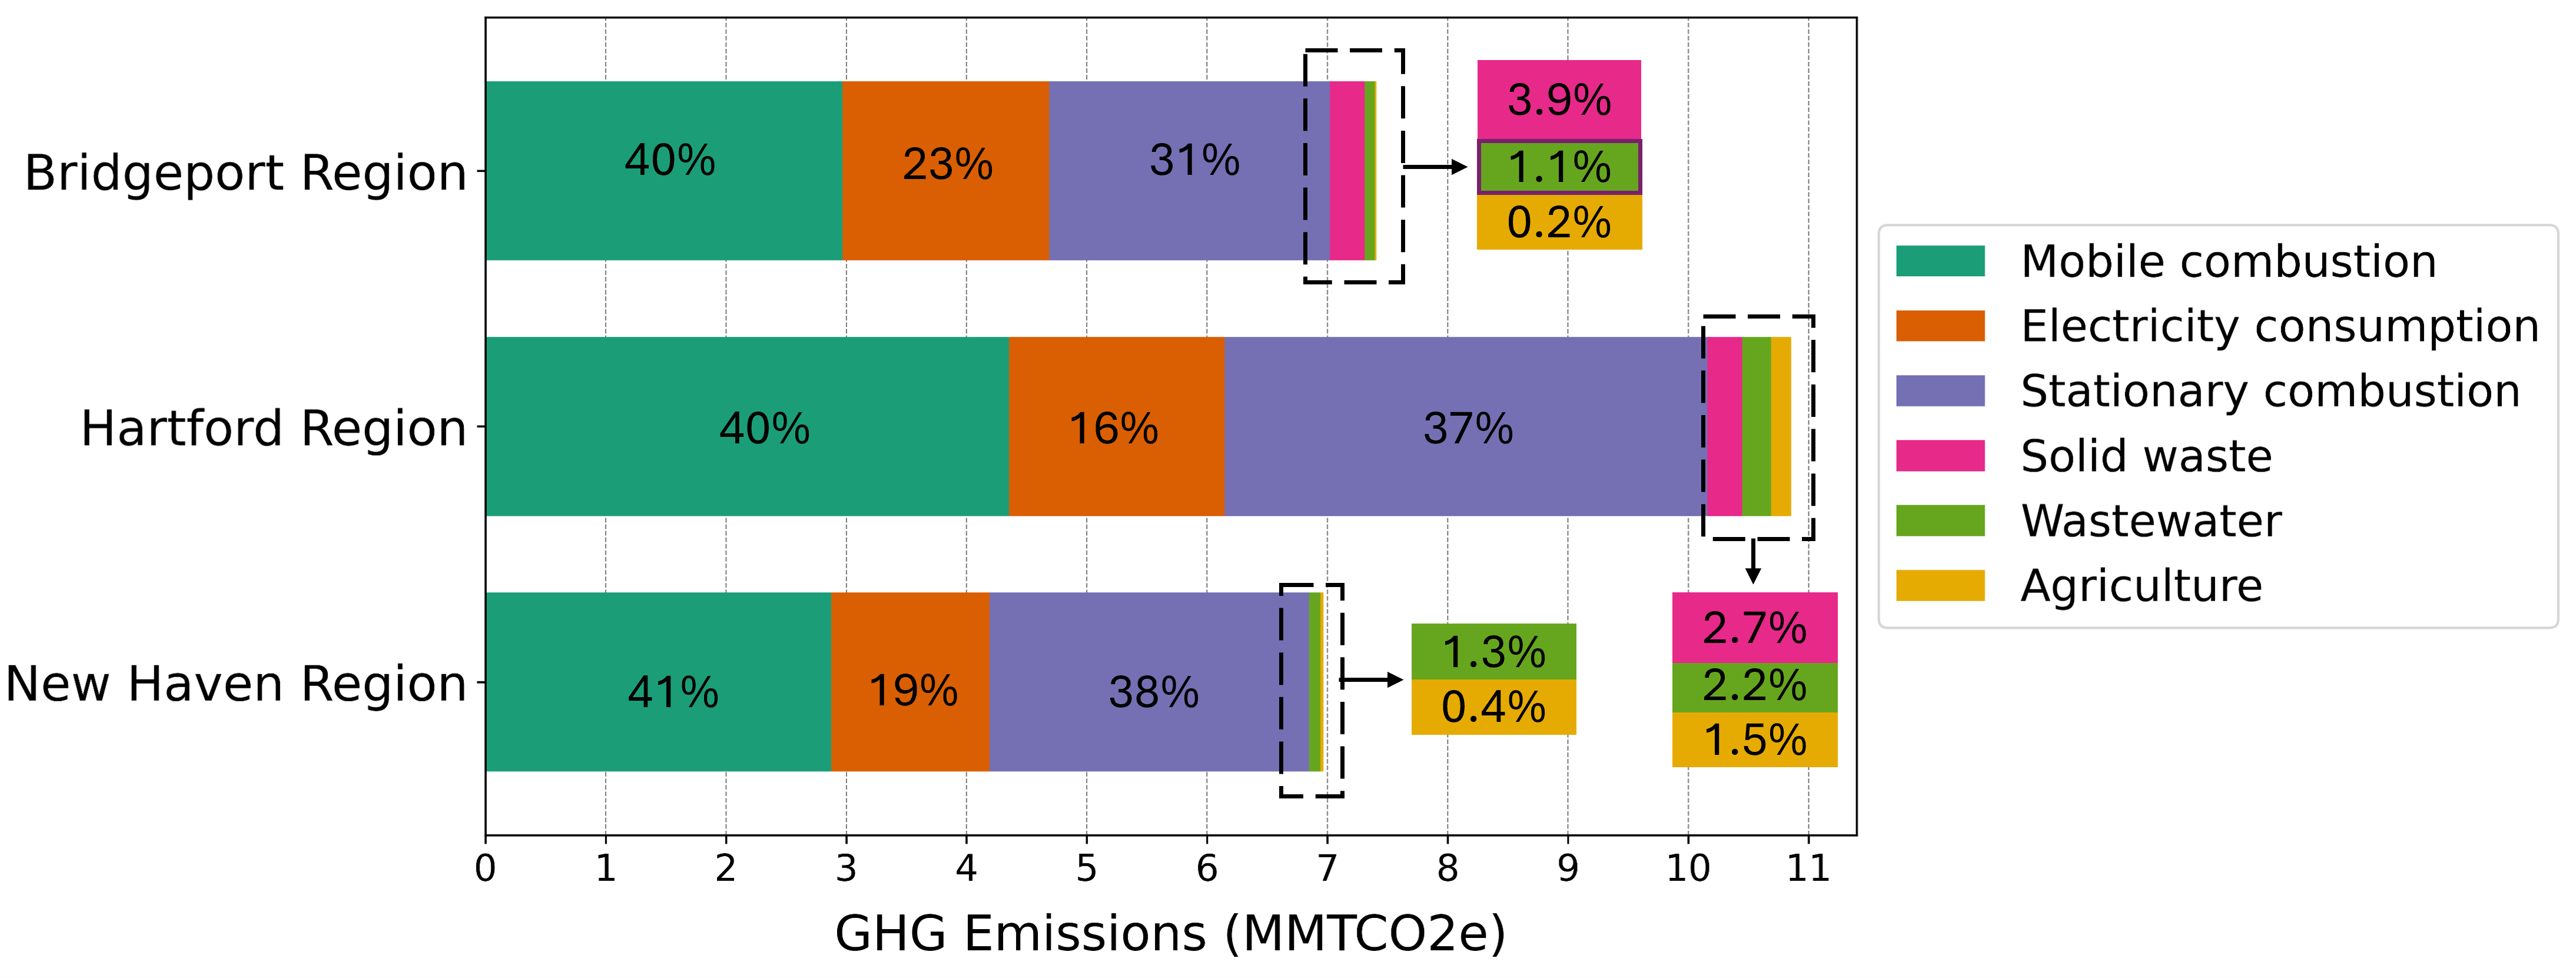 Bridgeport Region
40%
23%
31%
3.9%
1.1%
0.2%
Hartford Region
40%
16%
37%
2.7%
2.2%
1.5%
New Haven Region
41%
19%
38%
1.3%
0.4%
0 1 2 3 4 5 6 7 8 9 10 11
GHG Emissions (MMTCO2e)
Mobile combustion
Electricity consumption
Stationary combustion
Solid waste
Wastewater
Agriculture